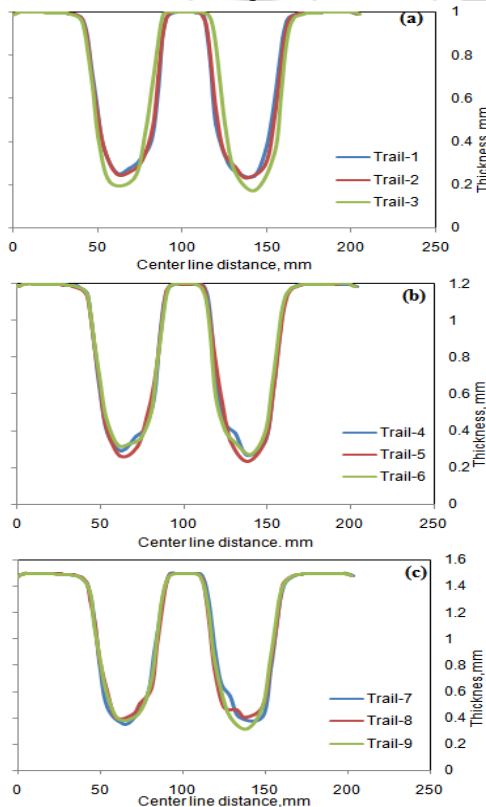 (a)
1
0.8
0.6
0.4
0.2
0
Thickness, mm
Trail-1
Trail-2
Trail-3
0 50 100 150 200 250
Center line distance, mm
(b)
1.2
1
0.8
0.6
0.4
0.2
0
Thickness, mm
Trail-4
Trail-5
Trail-6
0 50 100 150 200 250
Center line distance. mm
(c)
1.6
1.4
1.2
1
0.8
0.6
0.4
0.2
0
Thicknes,mm
Trail-7
Trail-8
Trail-9
0 50 100 150 200 250
Center line distance,mm